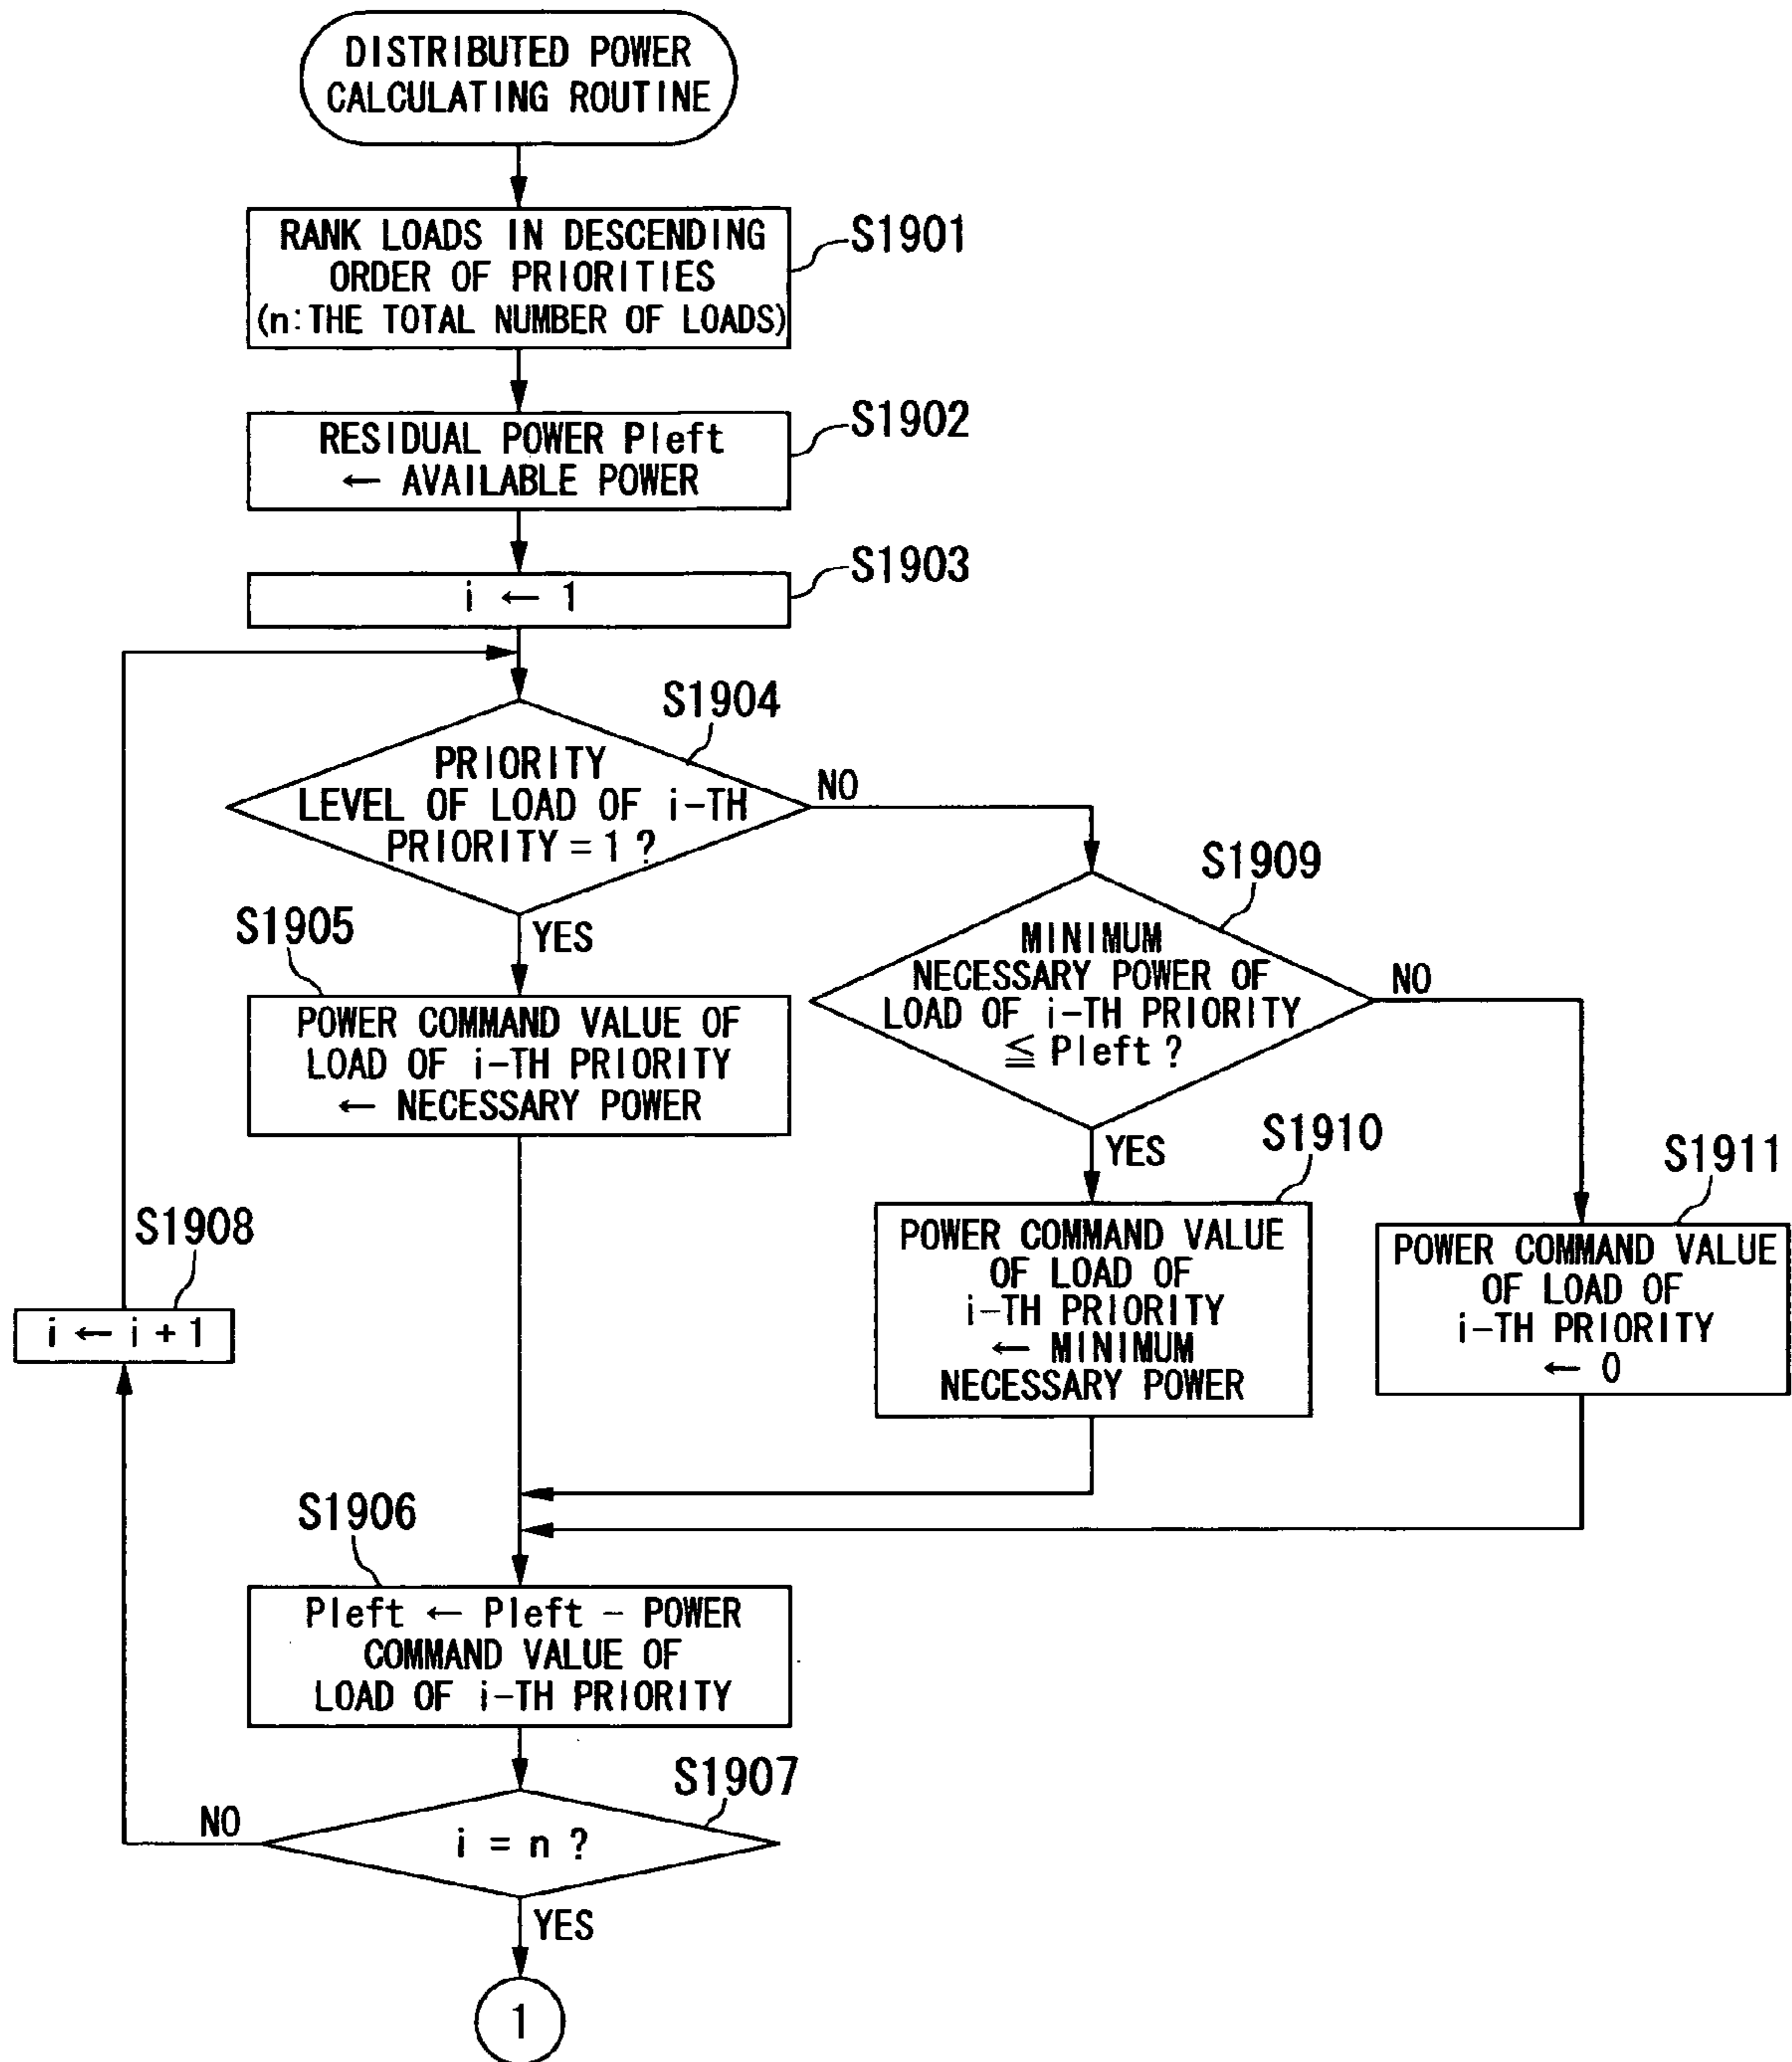 DISTRIBUTED POWER
CALCULATING ROUTINE
RANK LOADS IN DESCENDING
ORDER OF PRIORITIES
(n:THE TOTAL NUMBER OF LOADS)
S1901
RESIDUAL POWER Pleft
← AVAILABLE POWER
S1902
i ← 1
S1903
S1904
PRIORITY
LEVEL OF LOAD OF i-TH
PRIORITY = 1 ?
NO
YES
S1905
POWER COMMAND VALUE OF
LOAD OF i-TH PRIORITY
← NECESSARY POWER
S1909
MINIMUM
NECESSARY POWER OF
LOAD OF i-TH PRIORITY
≦ Pleft ?
NO
YES
S1910
POWER COMMAND VALUE
OF LOAD OF
i-TH PRIORITY
← MINIMUM
NECESSARY POWER
S1911
POWER COMMAND VALUE
OF LOAD OF
i-TH PRIORITY
← 0
S1908
i ← i + 1
S1906
Pleft ← Pleft - POWER
COMMAND VALUE OF
LOAD OF i-TH PRIORITY
S1907
i = n ?
NO
YES
1